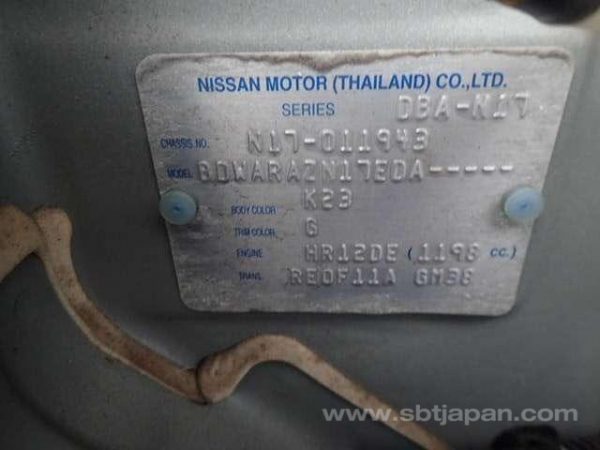 NISSAN MOTOR (THAILAND) CO.,LTD.
SERIES DBA-N17
CHASSIS NO. N17-011943
MODEL BDWARAZN17EDA-----
BODY COLOR K23
TRIM COLOR G
ENGINE HR12DE (1198 CC.)
TRANS. RE0F11A GM38
www.sbtjapan.com